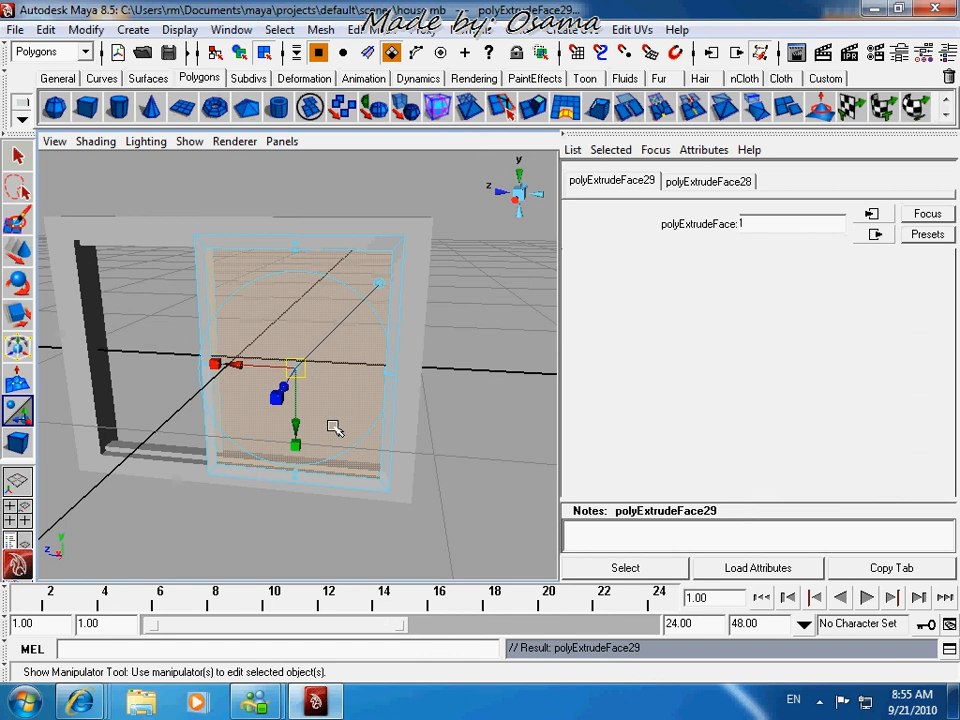 Autodesk Maya 8.5: C:\Users\rm\Documents\maya\projects\default\scene house.mb --- polyExtrudeFace29...
Made by: Osama
File Edit Modify Create Display Window Select Mesh Edit UVs Help
Polygons
General Curves Surfaces Polygons Subdivs Deformation Animation Dynamics Rendering PaintEffects Toon Fluids Fur Hair nCloth Cloth Custom
View Shading Lighting Show Renderer Panels
List Selected Focus Attributes Help
polyExtrudeFace29 polyExtrudeFace28
polyExtrudeFace:
Focus
Presets
y
z
y
z x
Notes: polyExtrudeFace29
Select Load Attributes Copy Tab
2 4 6 8 10 12 14 16 18 20 22 24 1.00
1.00 1.00 24.00 48.00 No Character Set
MEL // Result: polyExtrudeFace29
Show Manipulator Tool: Use manipulator(s) to edit selected object(s).
EN 8:55 AM
9/21/2010